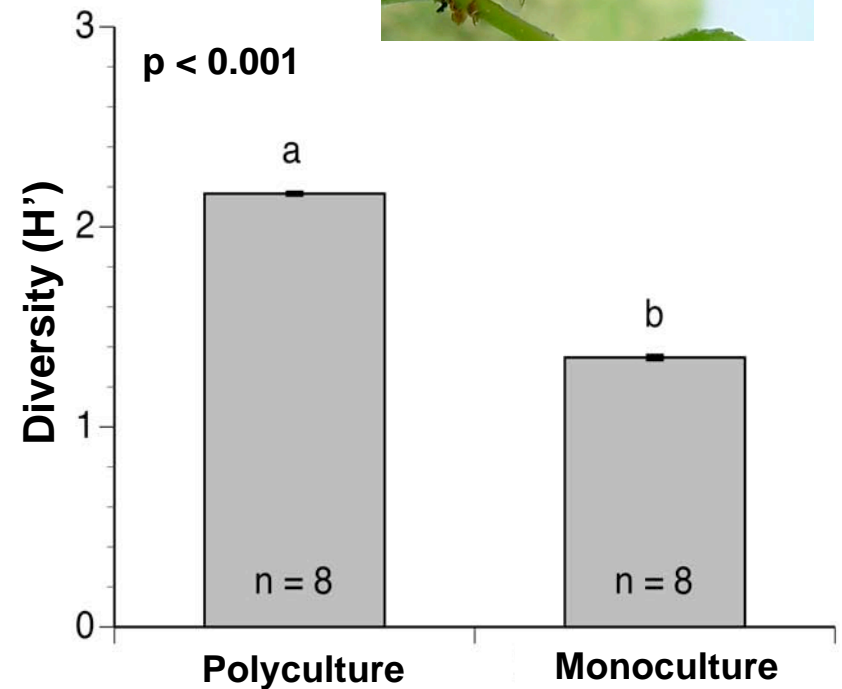 3
p < 0.001
a
2
b
Diversity (H’)
1
n = 8
n = 8
0
Polyculture
Monoculture